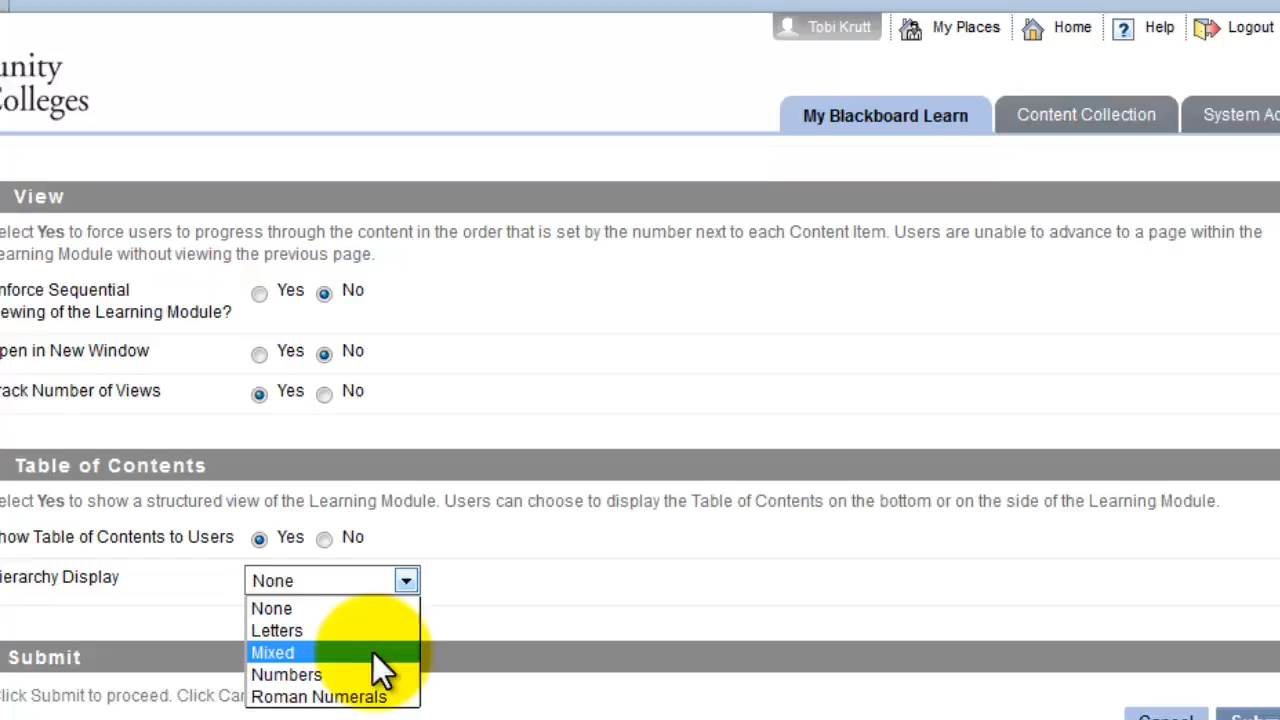 Tobi Krutt My Places Home Help Logout
unity
Colleges
My Blackboard Learn Content Collection System Ad
View
elect Yes to force users to progress through the content in the order that is set by the number next to each Content Item. Users are unable to advance to a page within the
earning Module without viewing the previous page.
nforce Sequential
ewing of the Learning Module? Yes No
pen in New Window Yes No
rack Number of Views Yes No
Table of Contents
elect Yes to show a structured view of the Learning Module. Users can choose to display the Table of Contents on the bottom or on the side of the Learning Module.
how Table of Contents to Users Yes No
ierarchy Display None
None
Letters
Mixed
Numbers
Roman Numerals
Submit
lick Submit to proceed. Click Can
Cancel Subm